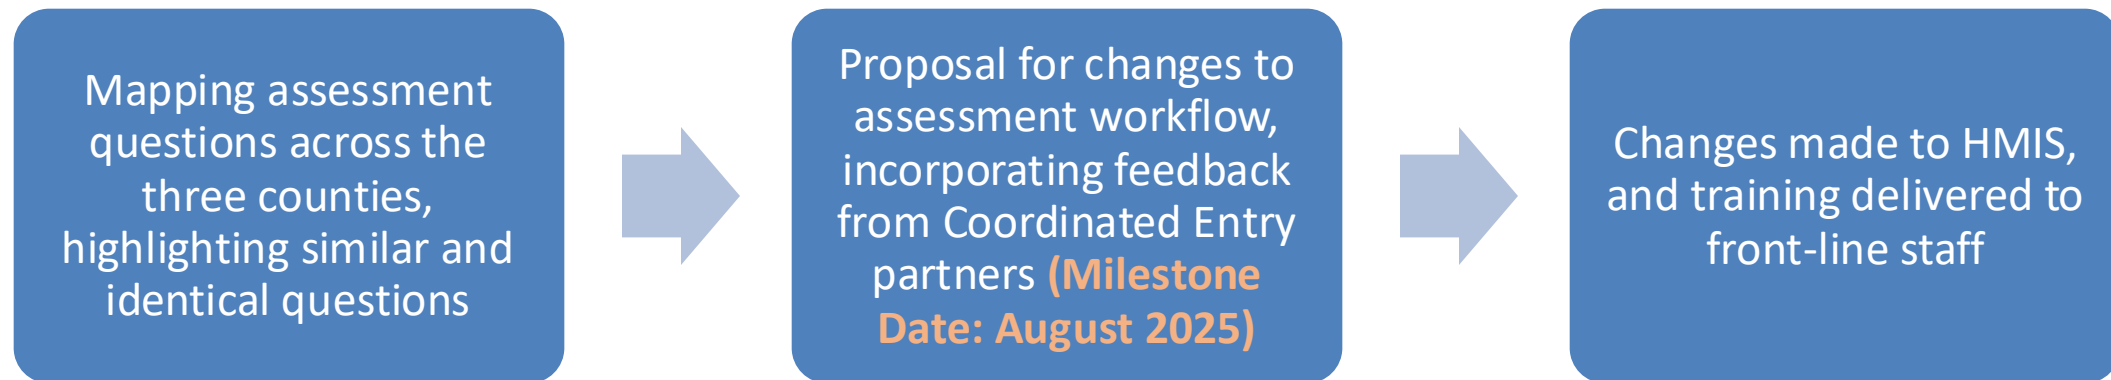 Mapping assessment
questions across the
three counties,
highlighting similar and
identical questions
Proposal for changes to
assessment workflow,
incorporating feedback
from Coordinated Entry
partners (Milestone
Date: August 2025)
Changes made to HMIS,
and training delivered to
front-line staff